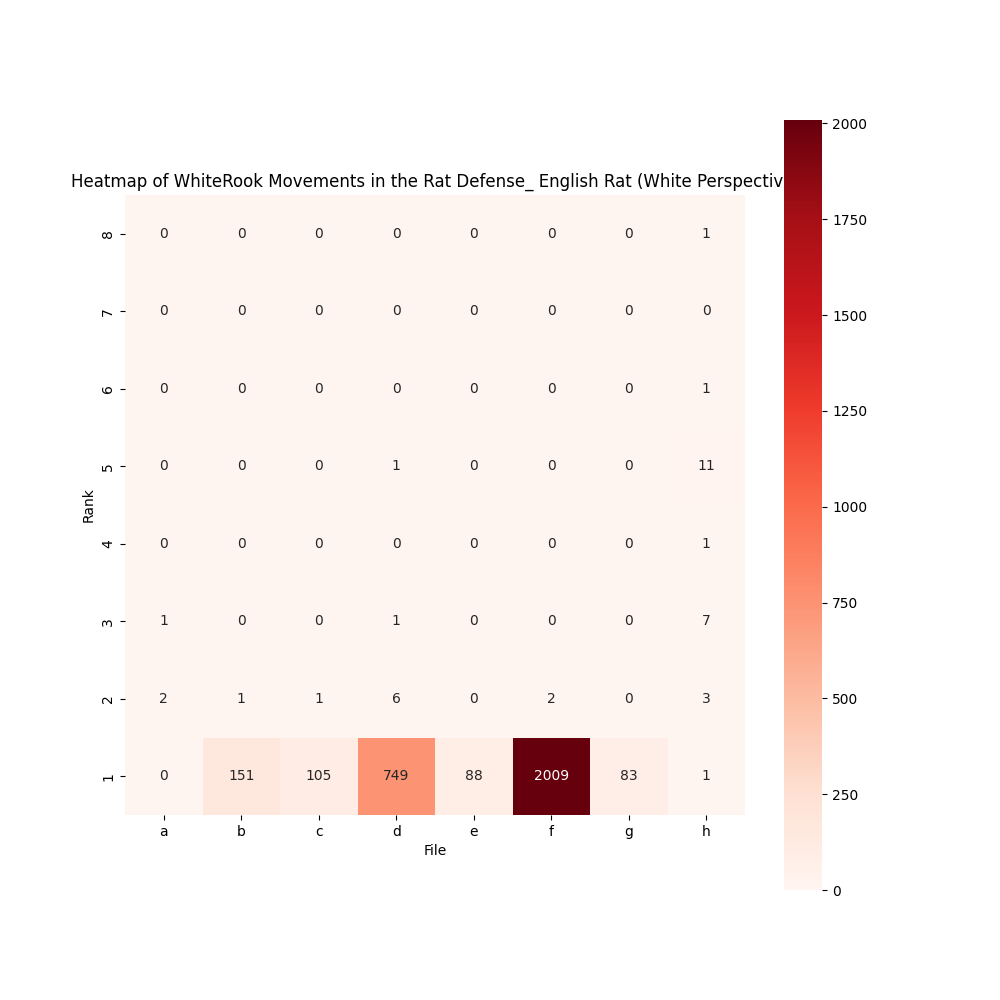 Heatmap of WhiteRook Movements in the Rat Defense_ English Rat (White Perspectiv
8 0 0 0 0 0 0 0 1
7 0 0 0 0 0 0 0 0
6 0 0 0 0 0 0 0 1
5 0 0 0 1 0 0 0 11
4 0 0 0 0 0 0 0 1
3 1 0 0 1 0 0 0 7
2 2 1 1 6 0 2 0 3
1 0 151 105 749 88 2009 83 1
a b c d e f g h
Rank
File
2000
1750
1500
1250
1000
750
500
250
0